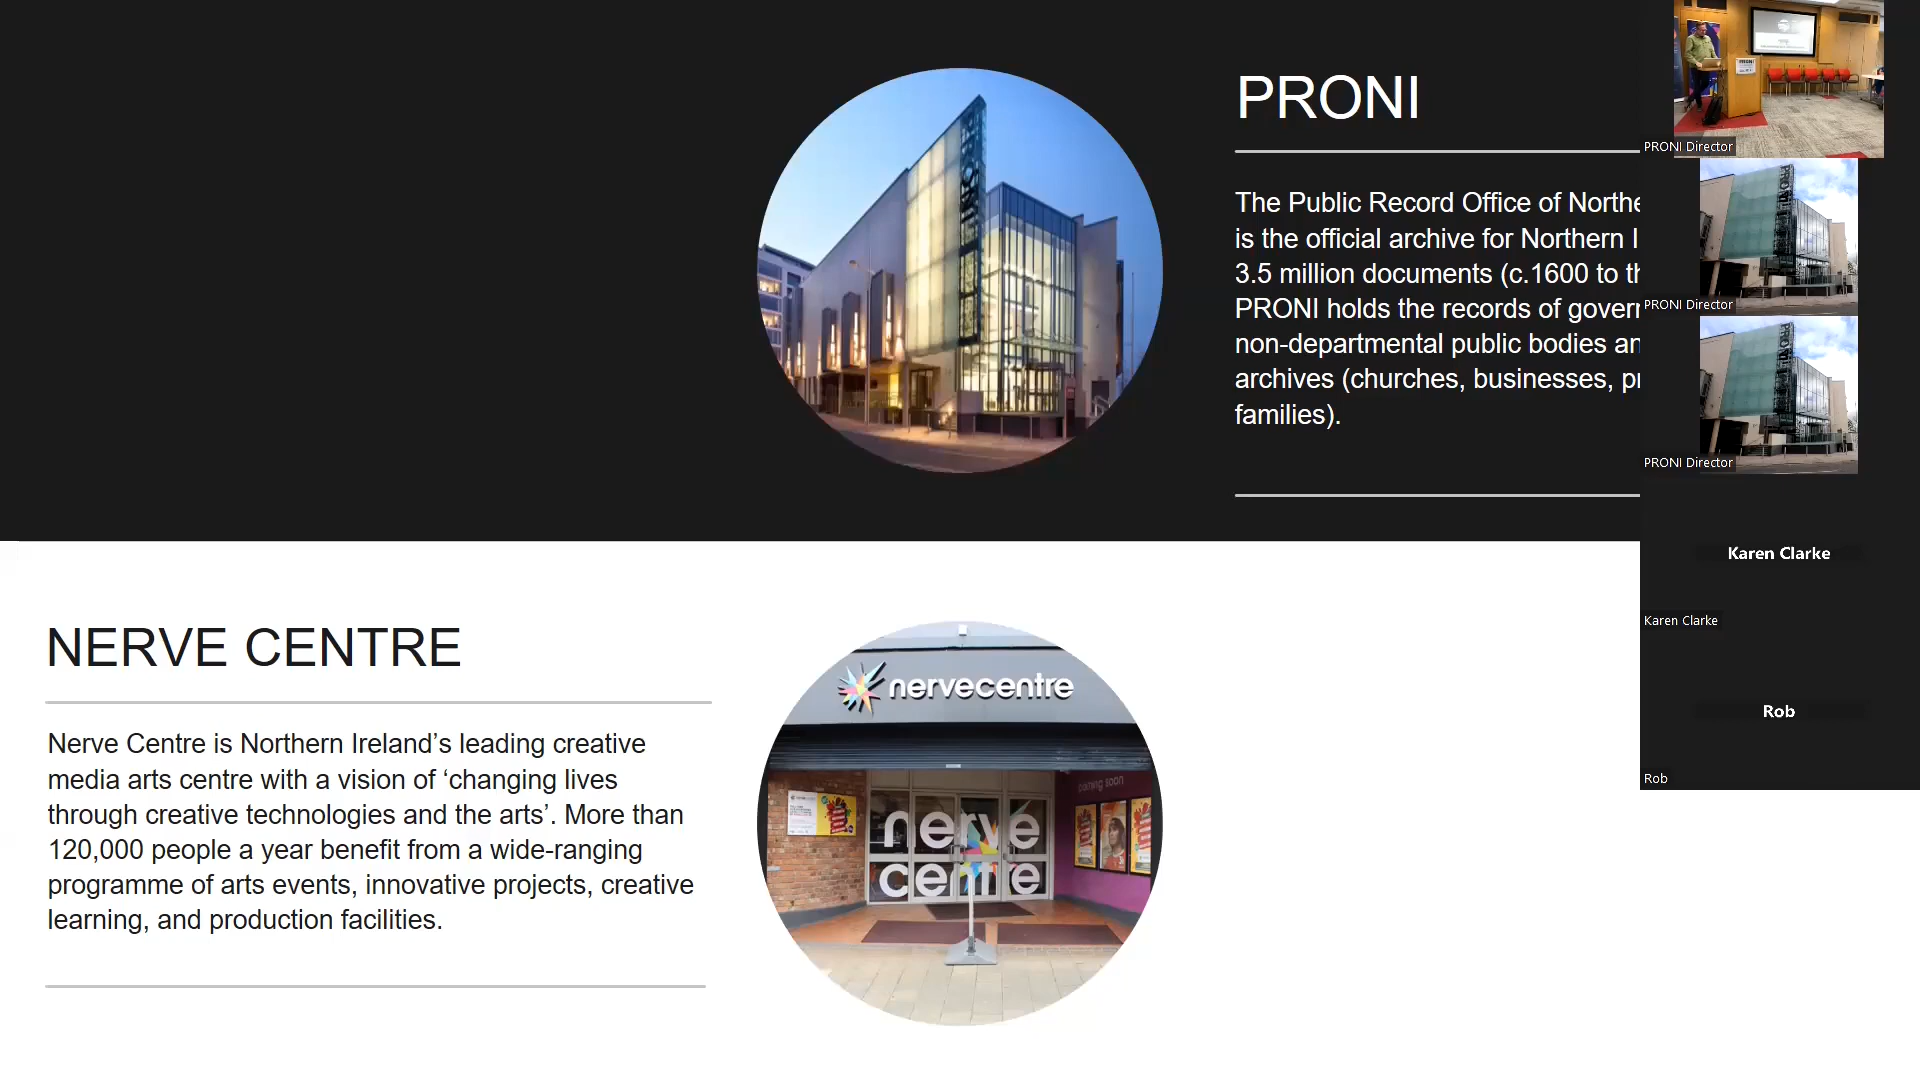 PRONI
The Public Record Office of Northe
is the official archive for Northern I
3.5 million documents (c.1600 to th
PRONI holds the records of govern
non-departmental public bodies an
archives (churches, businesses, pr
families).
PRONI
NERVE CENTRE
Nerve Centre is Northern Ireland’s leading creative
media arts centre with a vision of ‘changing lives
through creative technologies and the arts’. More than
120,000 people a year benefit from a wide-ranging
programme of arts events, innovative projects, creative
learning, and production facilities.
nervecentre
coming soon
nerve
centre
PRONI Director
PRONI
PRONI Director
PRONI
PRONI Director
Karen Clarke
Karen Clarke
Rob
Rob